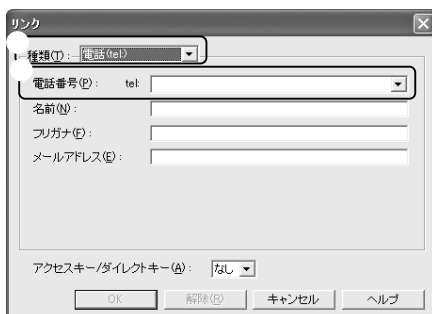 リンク
種類(T): 電話(tel:)
電話番号(P): tel:
名前(N):
フリガナ(F):
メールアドレス(E):
アクセスキー/ダイレクトキー(A): なし
OK 解除(R) キャンセル ヘルプ